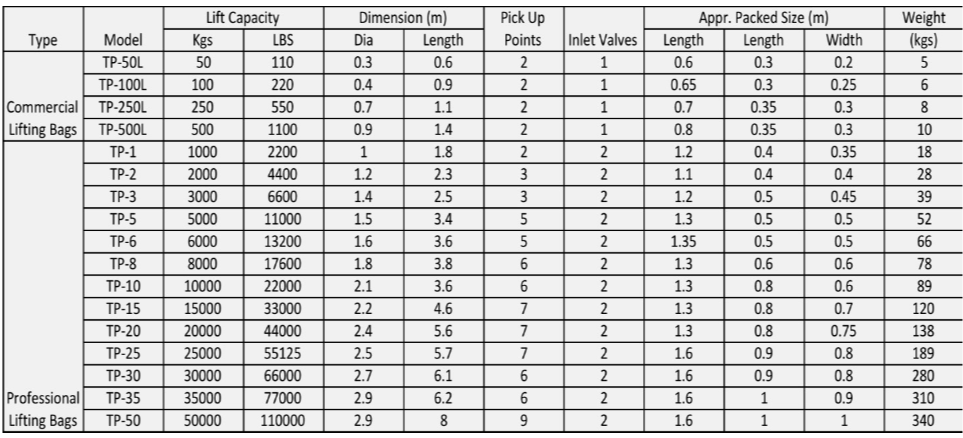 Lift Capacity Dimension (m) Pick Up Appr. Packed Size (m) Weight
Type Model Kgs LBS Dia Length Points Inlet Valves Length Length Width (kgs)
TP-50L 50 110 0.3 0.6 2 1 0.6 0.3 0.2 5
TP-100L 100 220 0.4 0.9 2 1 0.65 0.3 0.25 6
Commercial TP-250L 250 550 0.7 1.1 2 1 0.7 0.35 0.3 8
Lifting Bags TP-500L 500 1100 0.9 1.4 2 1 0.8 0.35 0.3 10
TP-1 1000 2200 1 1.8 2 2 1.2 0.4 0.35 18
TP-2 2000 4400 1.2 2.3 3 2 1.1 0.4 0.4 28
TP-3 3000 6600 1.4 2.5 3 2 1.2 0.5 0.45 39
TP-5 5000 11000 1.5 3.4 5 2 1.3 0.5 0.5 52
TP-6 6000 13200 1.6 3.6 5 2 1.35 0.5 0.5 66
TP-8 8000 17600 1.8 3.8 6 2 1.3 0.6 0.6 78
TP-10 10000 22000 2.1 3.6 6 2 1.3 0.8 0.6 89
TP-15 15000 33000 2.2 4.6 7 2 1.3 0.8 0.7 120
TP-20 20000 44000 2.4 5.6 7 2 1.3 0.8 0.75 138
TP-25 25000 55125 2.5 5.7 7 2 1.6 0.9 0.8 189
TP-30 30000 66000 2.7 6.1 6 2 1.6 0.9 0.8 280
Professional TP-35 35000 77000 2.9 6.2 6 2 1.6 1 0.9 310
Lifting Bags TP-50 50000 110000 2.9 8 9 2 1.6 1 1 340